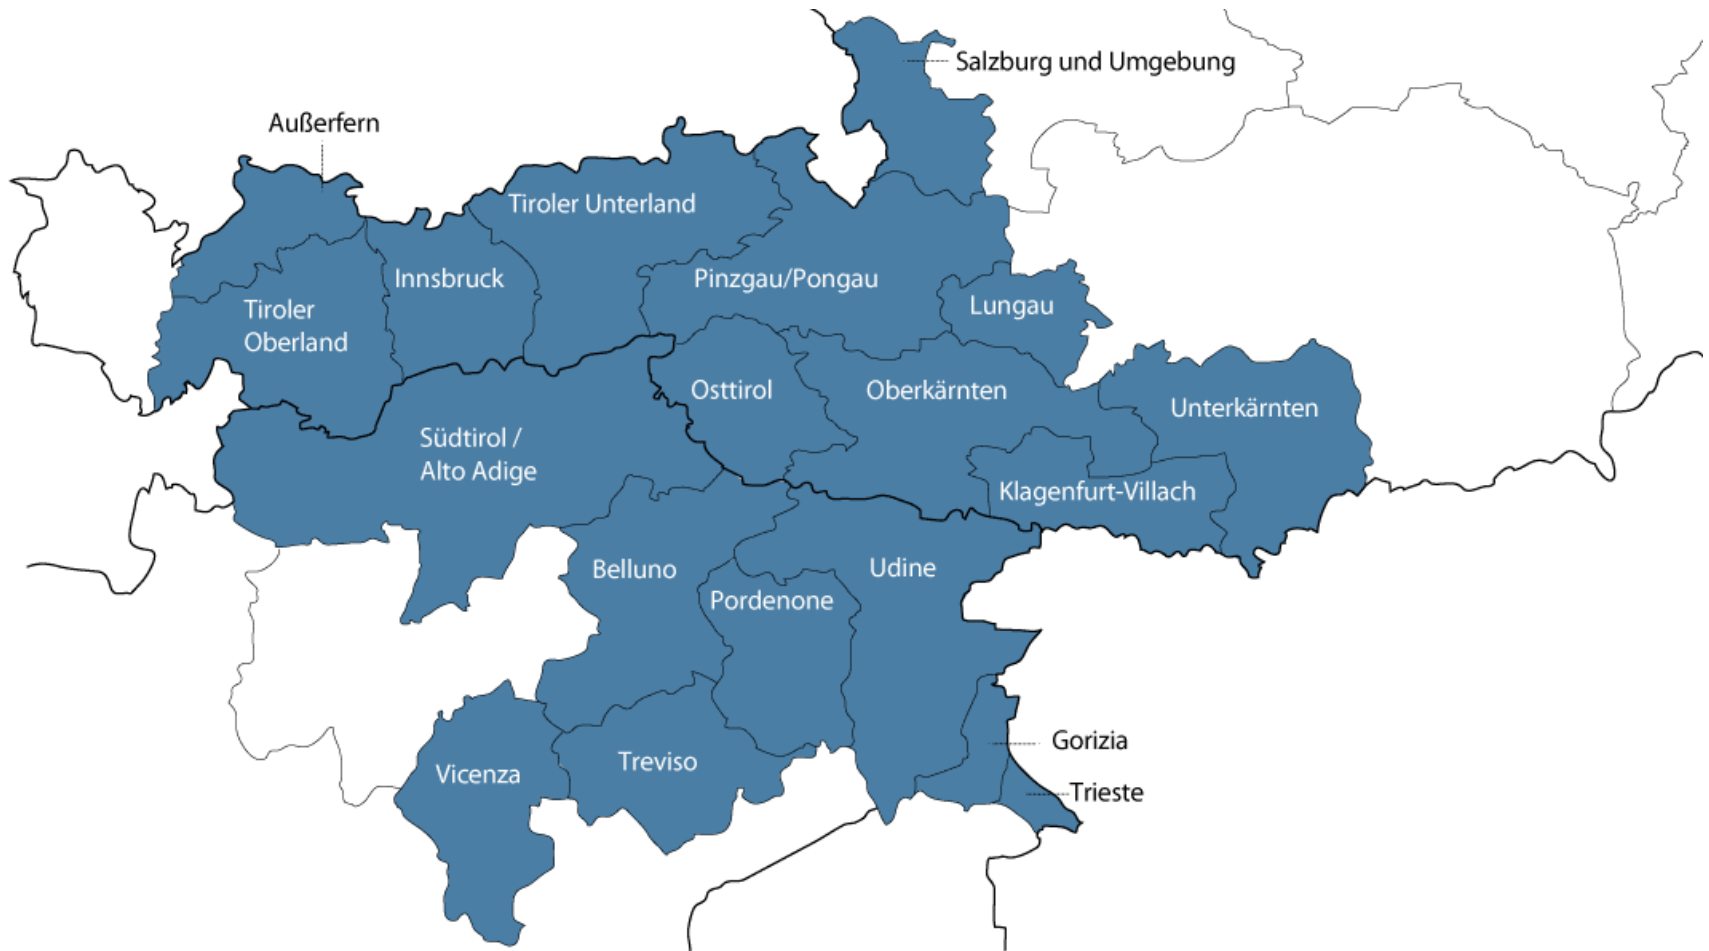 Salzburg und Umgebung
Außerfern
Tiroler Unterland
Innsbruck
Pinzgau/Pongau
Lungau
Tiroler
Oberland
Osttirol
Oberkärnten
Unterkärnten
Südtirol /
Alto Adige
Klagenfurt-Villach
Belluno
Udine
Pordenone
Gorizia
Treviso
Vicenza
Trieste